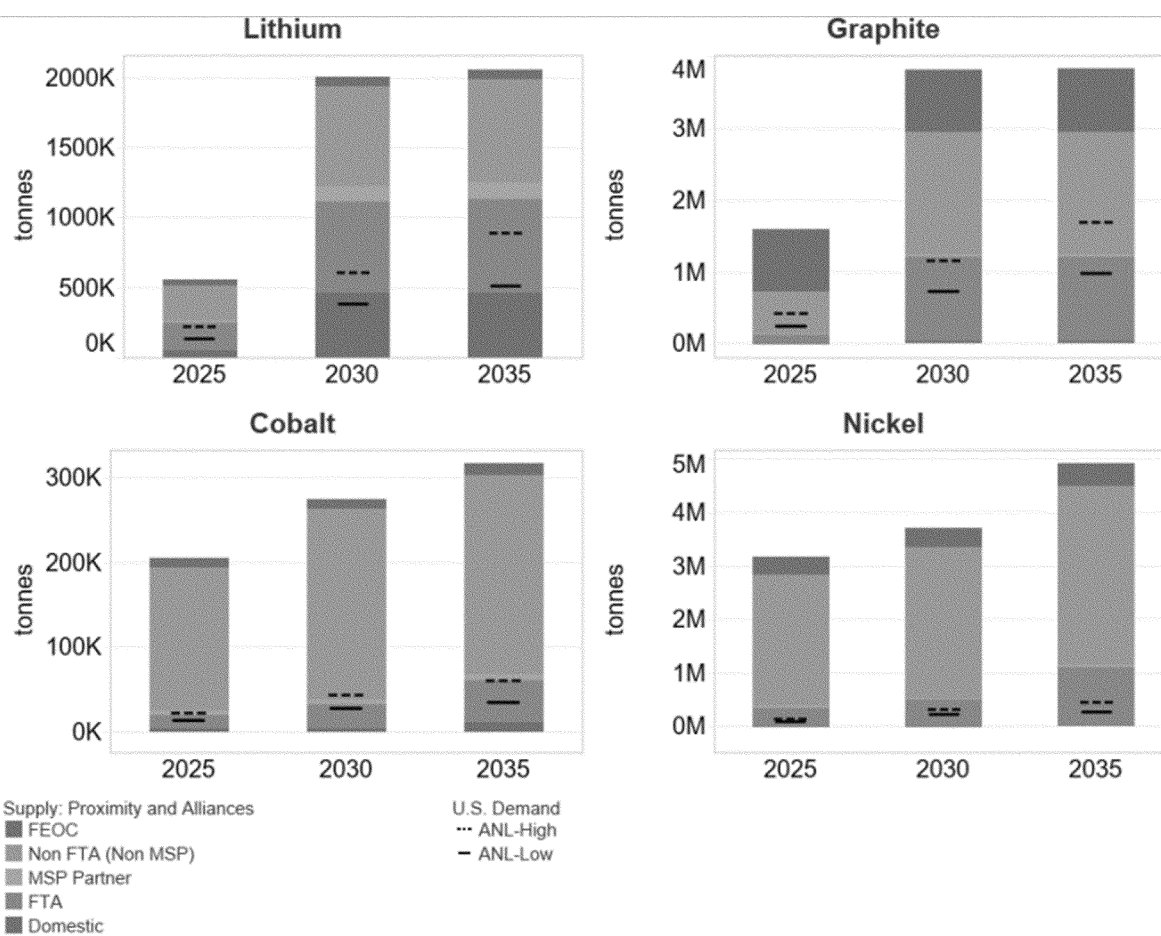 Lithium
2000K
1500K
1000K
500K
0K
tonnes
2025 2030 2035
Graphite
4M
3M
2M
1M
0M
tonnes
2025 2030 2035
Cobalt
300K
200K
100K
0K
tonnes
2025 2030 2035
Nickel
5M
4M
3M
2M
1M
0M
tonnes
2025 2030 2035
Supply: Proximity and Alliances
FEOC
Non FTA (Non MSP)
MSP Partner
FTA
Domestic
U.S. Demand
ANL-High
ANL-Low